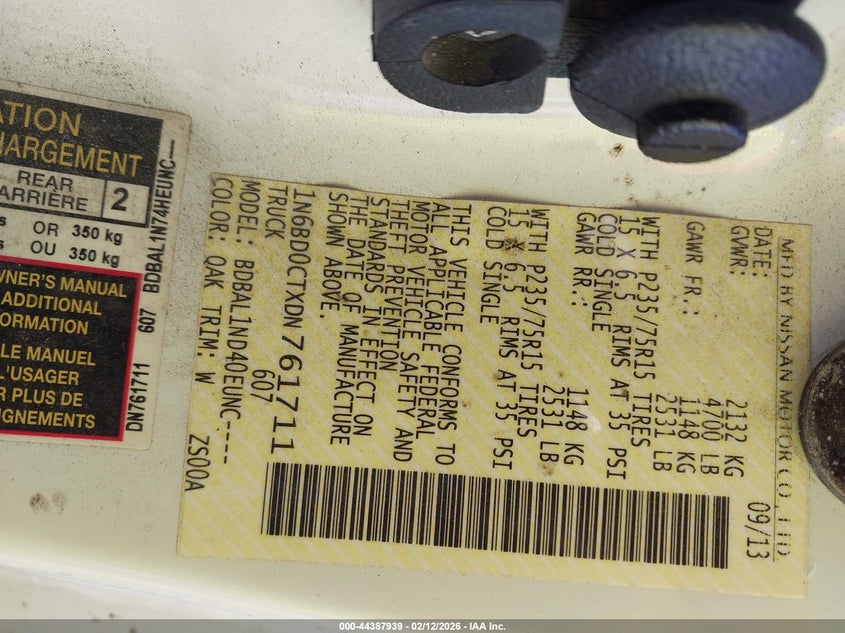 ATION
HARGEMENT
REAR
ARRIÈRE
2
s OR 350 kg
s OU 350 kg
WNER'S MANUAL
ADDITIONAL
FORMATION
LE MANUEL
L'USAGER
R PLUS DE
IGNEMENTS
DN761711 607 BDBAL1N74HEUWC—
MFD BY NISSAN MOTOR CO., LTD
DATE: 09/13
GVWR: 2132 KG
4700 LB
GAWR FR.: 1148 KG
2531 LB
WITH P235/75R15 TIRES
15 X 6.5 RIMS AT 35 PSI
COLD SINGLE
GAWR RR.: 1148 KG
2531 LB
WITH P235/75R15 TIRES
15 X 6.5 RIMS AT 35 PSI
COLD SINGLE
THIS VEHICLE CONFORMS TO
ALL APPLICABLE FEDERAL
MOTOR VEHICLE SAFETY AND
THEFT PREVENTION
STANDARDS IN EFFECT ON
THE DATE OF MANUFACTURE
SHOWN ABOVE.
1N6BD0CTXDN761711
TRUCK 607
MODEL: BDBAL1ND40EUNC-----
COLOR: QAK TRIM: W ZS00A
000-44387939 - 02/12/2026 - IAA Inc.